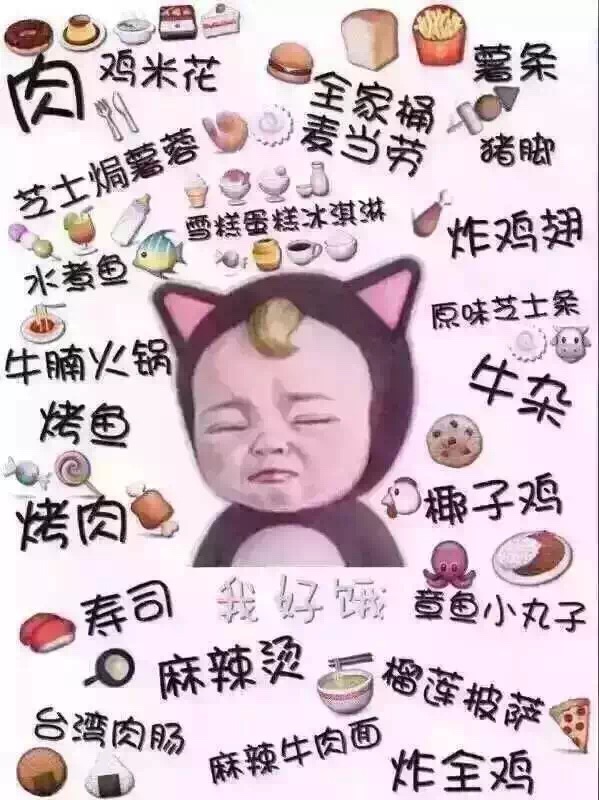 肉
鸡米花
全家桶
麦当劳
薯条
猪脚
芝士焗薯蓉
雪糕蛋糕冰淇淋
炸鸡翅
水煮鱼
原味芝士条
牛腩火锅
牛杂
烤鱼
烤肉
椰子鸡
寿司
我好饿
章鱼小丸子
麻辣烫
榴莲披萨
台湾肉肠
麻辣牛肉面
炸全鸡